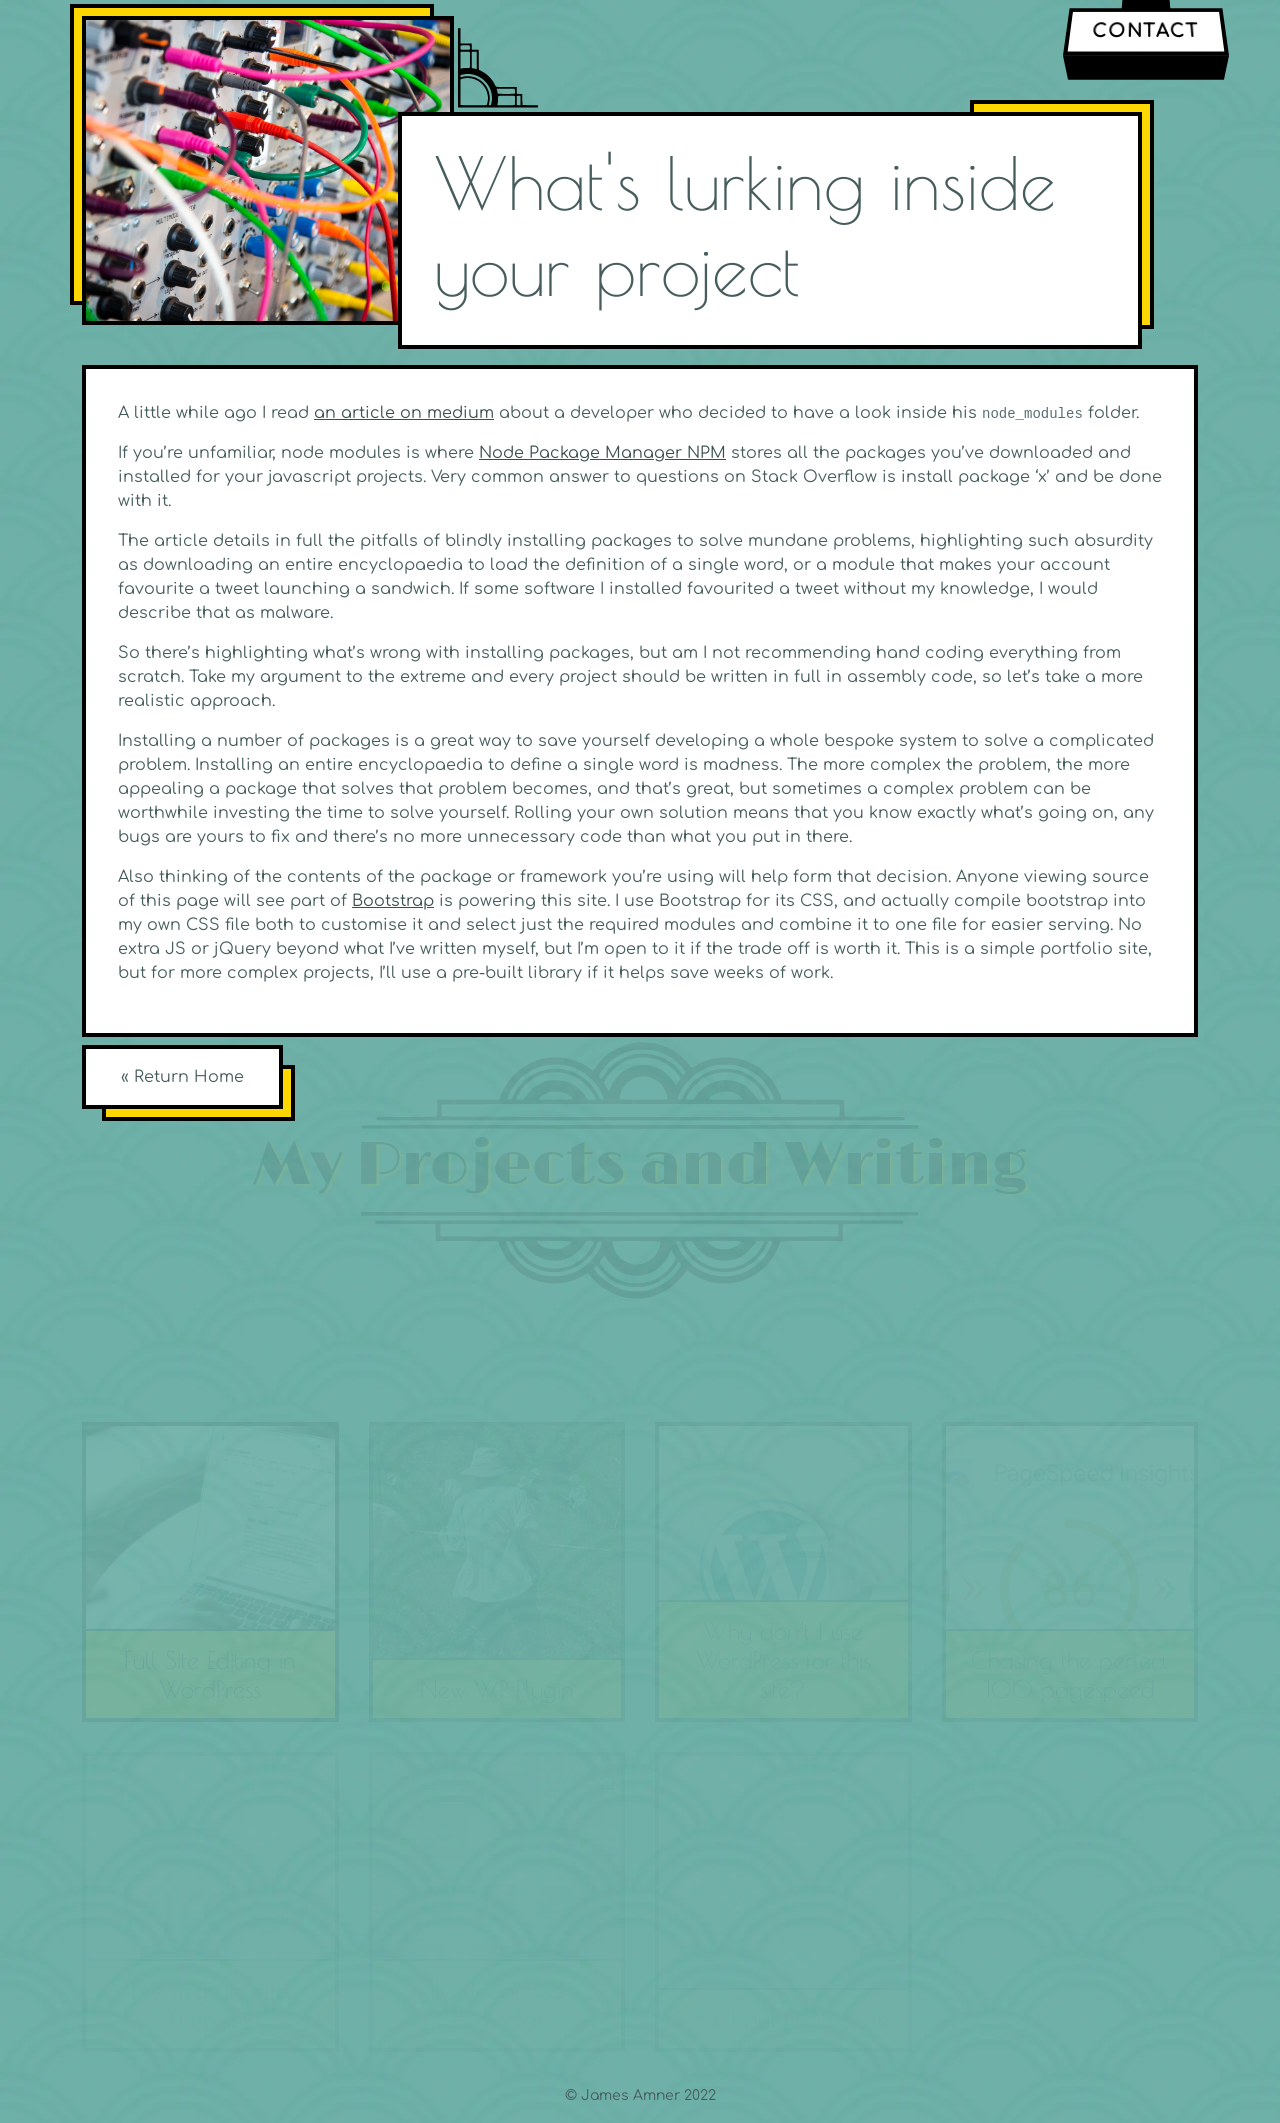 CONTACT
What's lurking inside
your project
A little while ago I read an article on medium about a developer who decided to have a look inside his node_modules folder.
If you’re unfamiliar, node modules is where Node Package Manager NPM stores all the packages you’ve downloaded and
installed for your javascript projects. Very common answer to questions on Stack Overflow is install package ‘x’ and be done
with it.
The article details in full the pitfalls of blindly installing packages to solve mundane problems, highlighting such absurdity
as downloading an entire encyclopaedia to load the definition of a single word, or a module that makes your account
favourite a tweet launching a sandwich. If some software I installed favourited a tweet without my knowledge, I would
describe that as malware.
So there’s highlighting what’s wrong with installing packages, but am I not recommending hand coding everything from
scratch. Take my argument to the extreme and every project should be written in full in assembly code, so let’s take a more
realistic approach.
Installing a number of packages is a great way to save yourself developing a whole bespoke system to solve a complicated
problem. Installing an entire encyclopaedia to define a single word is madness. The more complex the problem, the more
appealing a package that solves that problem becomes, and that’s great, but sometimes a complex problem can be
worthwhile investing the time to solve yourself. Rolling your own solution means that you know exactly what’s going on, any
bugs are yours to fix and there’s no more unnecessary code than what you put in there.
Also thinking of the contents of the package or framework you’re using will help form that decision. Anyone viewing source
of this page will see part of Bootstrap is powering this site. I use Bootstrap for its CSS, and actually compile bootstrap into
my own CSS file both to customise it and select just the required modules and combine it to one file for easier serving. No
extra JS or jQuery beyond what I’ve written myself, but I’m open to it if the trade off is worth it. This is a simple portfolio site,
but for more complex projects, I’ll use a pre-built library if it helps save weeks of work.
« Return Home
My Projects and Writing
PageSpeed Insight
Full Site Editing in
WordPress
New
Why don't I use
WordPress for this
site?
Chasing the perfect
100 pagespeed
© James Amner 2022